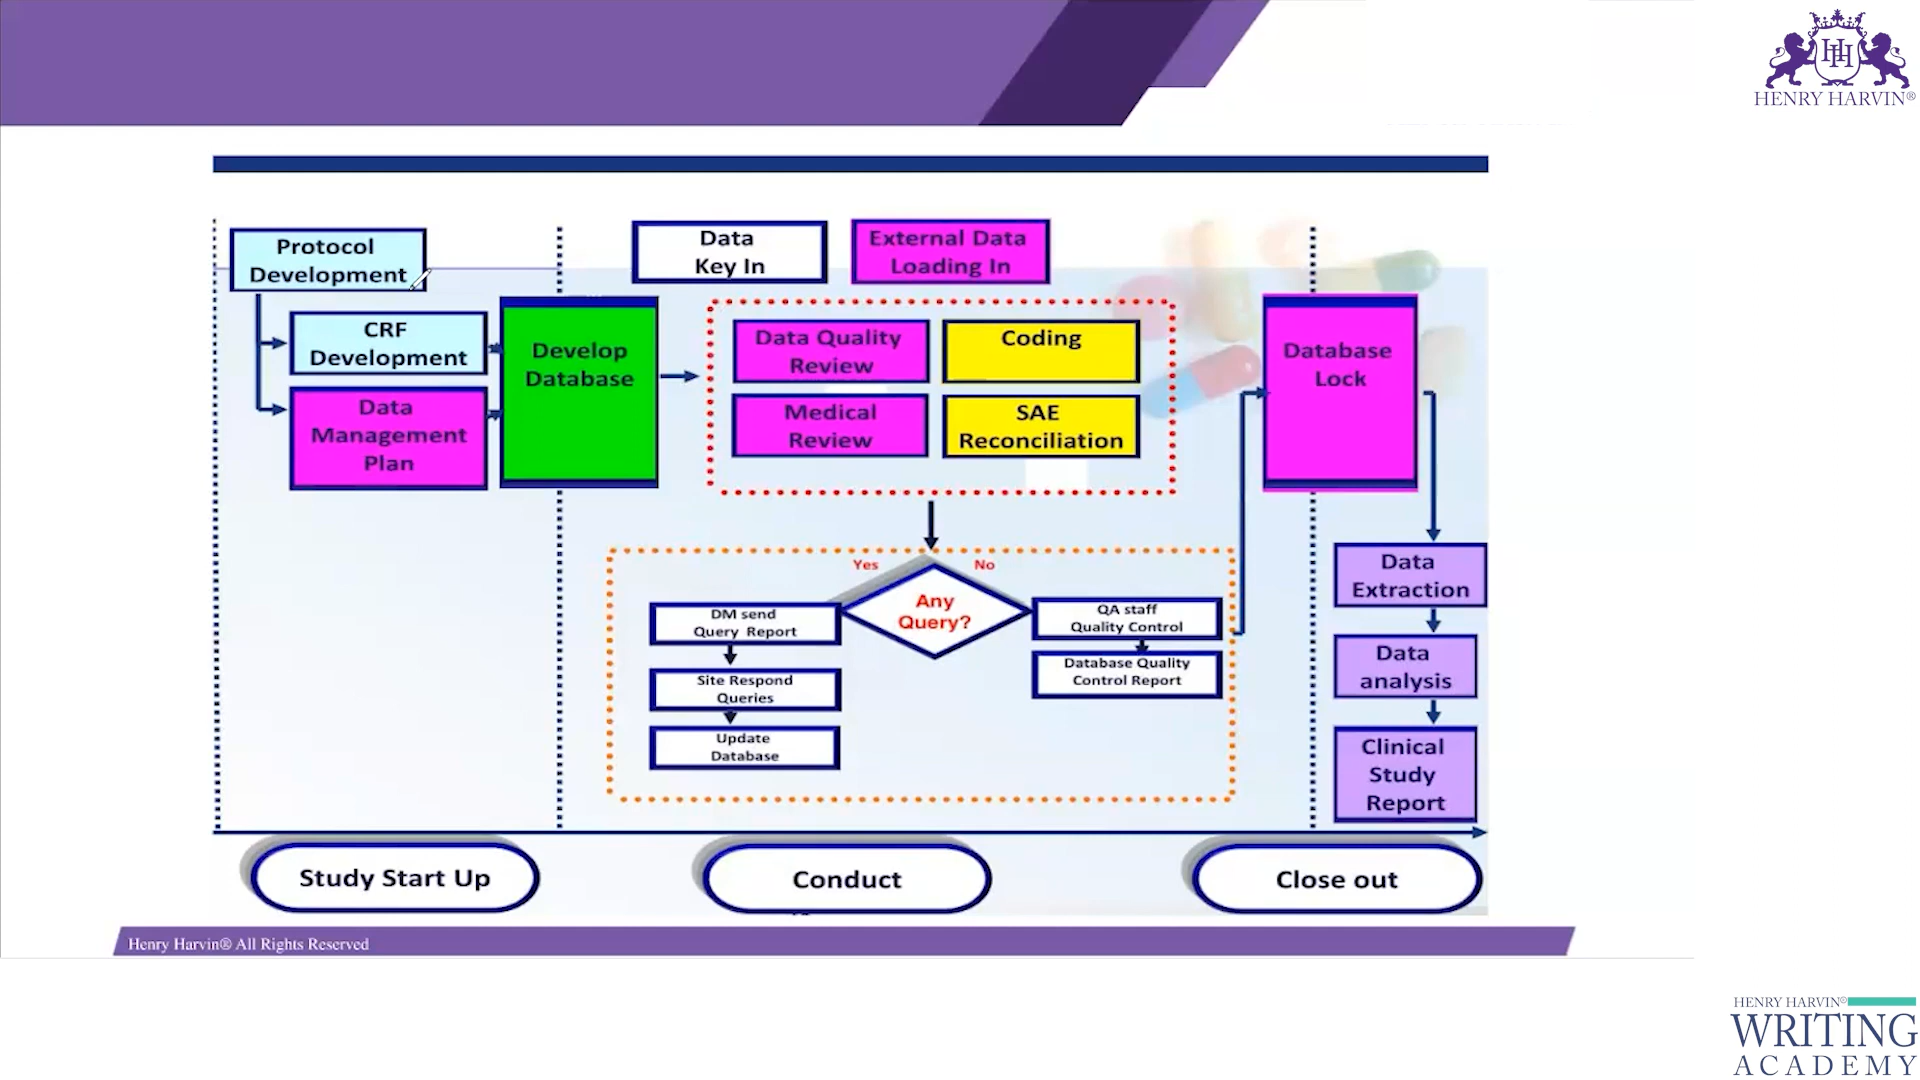 HENRY HARVIN®
Protocol
Development
Data
Key In
External Data
Loading In
CRF
Development
Data
Management
Plan
Develop
Database
Data Quality
Review
Coding
Medical
Review
SAE
Reconciliation
Database
Lock
Yes
No
Any
Query?
DM send
Query Report
Site Respond
Queries
Update
Database
QA staff
Quality Control
Database Quality
Control Report
Data
Extraction
Data
analysis
Clinical
Study
Report
Study Start Up
Conduct
Close out
Henry Harvin® All Rights Reserved
HENRY HARVIN®
WRITING
ACADEMY